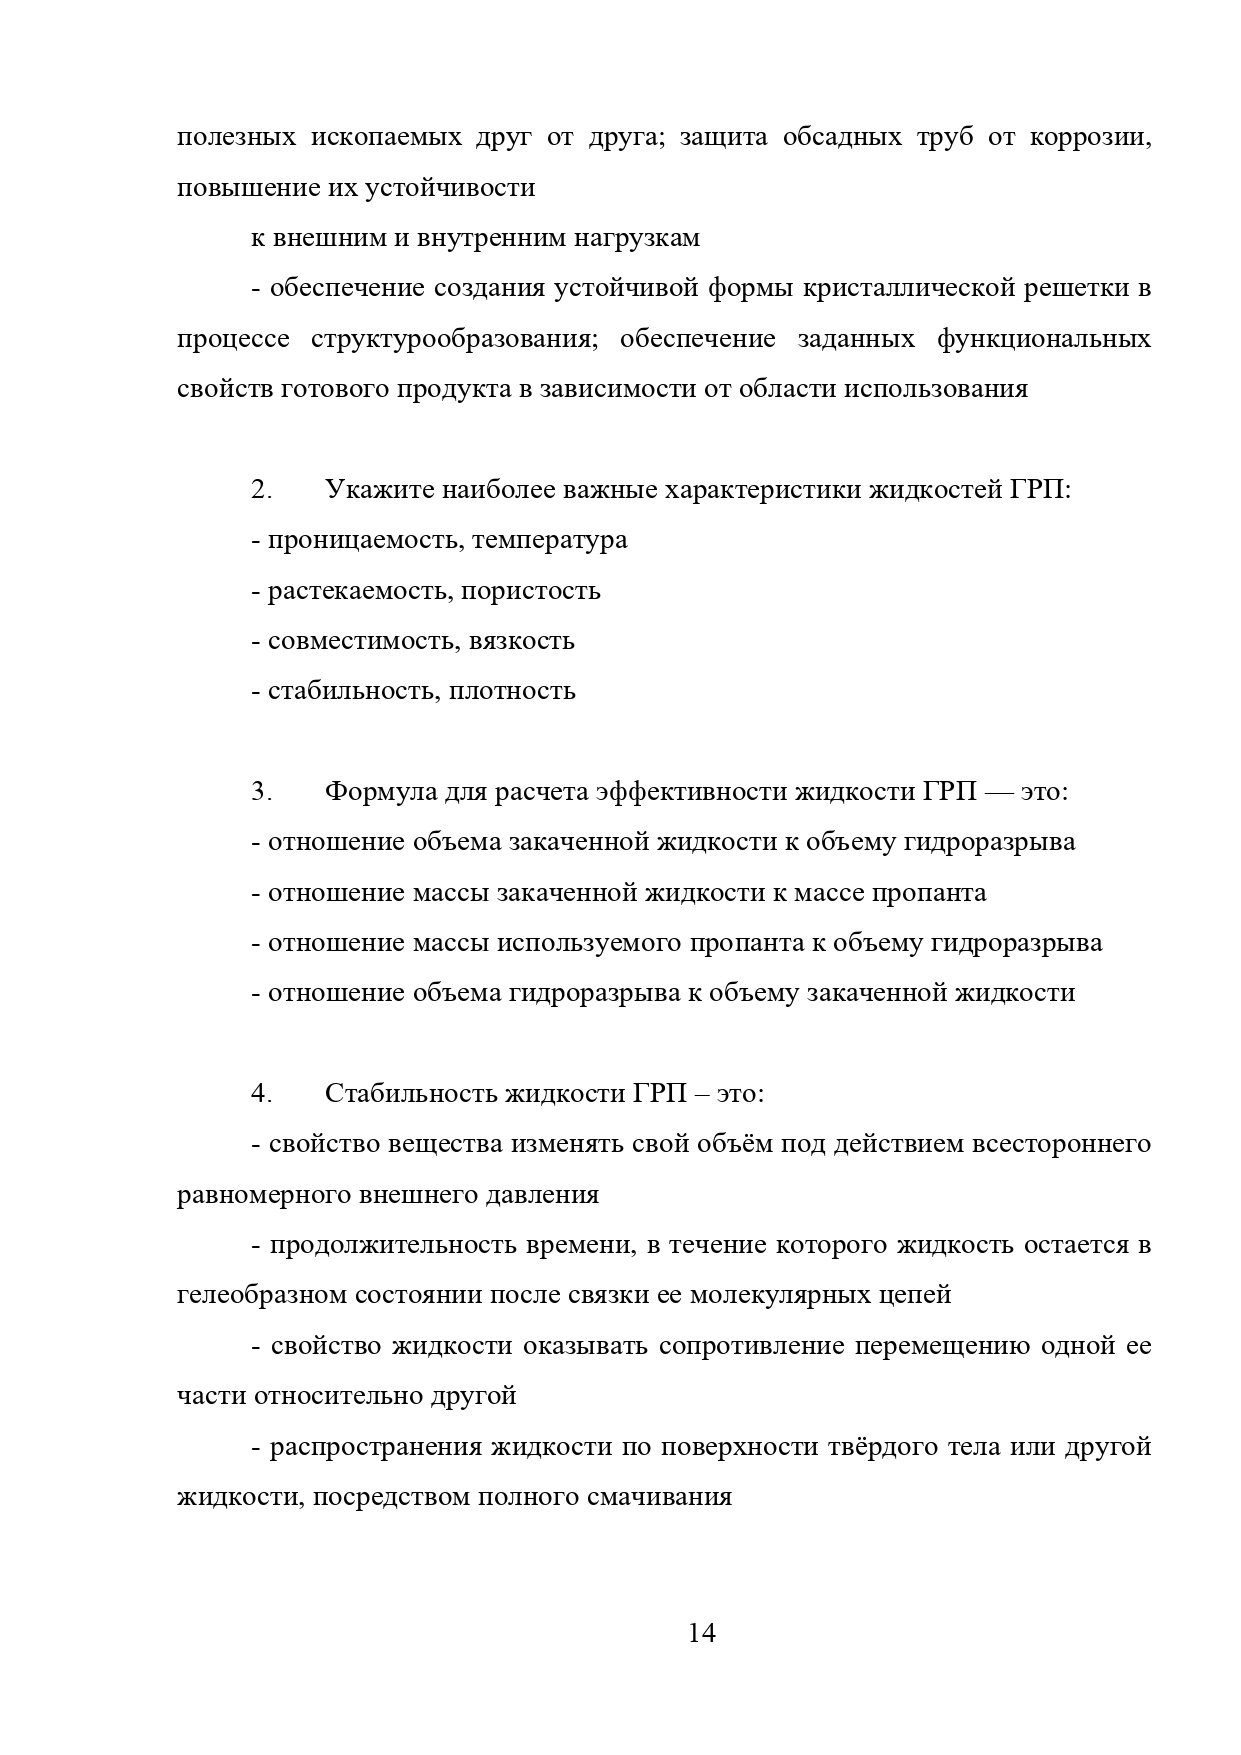 полезных ископаемых друг от друга; защита обсадных труб от коррозии,
повышение их устойчивости
к внешним и внутренним нагрузкам
- обеспечение создания устойчивой формы кристаллической решетки в
процессе структурообразования; обеспечение заданных функциональных
свойств готового продукта в зависимости от области использования
2. Укажите наиболее важные характеристики жидкостей ГРП:
- проницаемость, температура
- растекаемость, пористость
- совместимость, вязкость
- стабильность, плотность
3. Формула для расчета эффективности жидкости ГРП — это:
- отношение объема закаченной жидкости к объему гидроразрыва
- отношение массы закаченной жидкости к массе пропанта
- отношение массы используемого пропанта к объему гидроразрыва
- отношение объема гидроразрыва к объему закаченной жидкости
4. Стабильность жидкости ГРП – это:
- свойство вещества изменять свой объём под действием всестороннего
равномерного внешнего давления
- продолжительность времени, в течение которого жидкость остается в
гелеобразном состоянии после связки ее молекулярных цепей
- свойство жидкости оказывать сопротивление перемещению одной ее
части относительно другой
- распространения жидкости по поверхности твёрдого тела или другой
жидкости, посредством полного смачивания
14